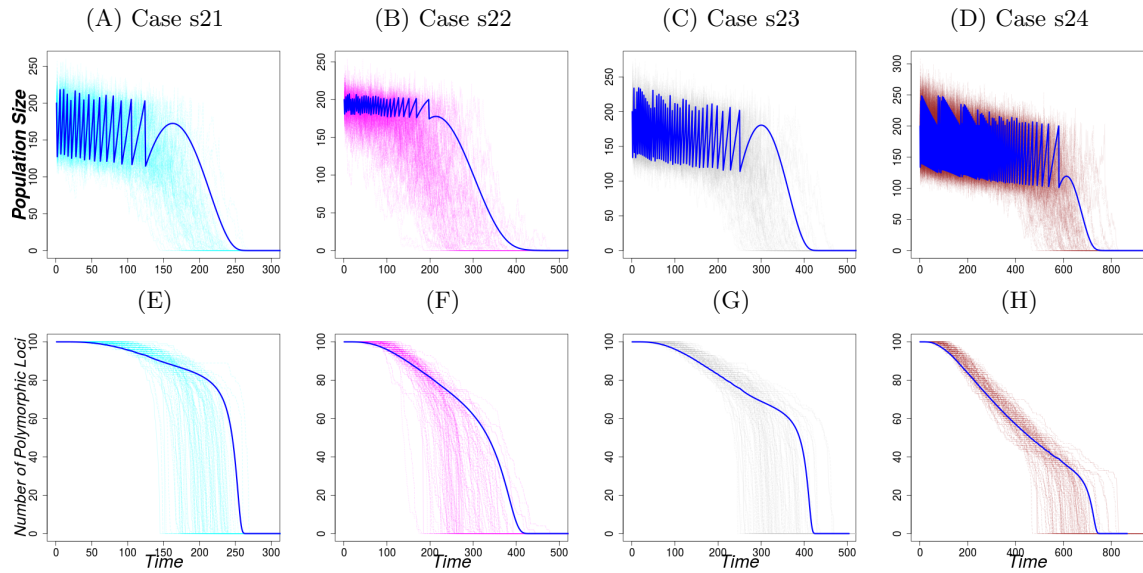 (A) Case s21
(B) Case s22
(C) Case s23
(D) Case s24
Population Size
0 50 100 150 200 250
0 50 100 150 200 250 300
0 50 100 150 200 250
0 100 200 300 400 500
0 50 100 150 200 250
0 100 200 300 400 500
0 50 100 150 200 250 300
0 200 400 600 800
(E)
(F)
(G)
(H)
Number of Polymorphic Loci
0 20 40 60 80 100
0 50 100 150 200 250 300
Time
0 20 40 60 80 100
0 100 200 300 400 500
Time
0 20 40 60 80 100
0 100 200 300 400 500
Time
0 20 40 60 80 100
0 200 400 600 800
Time